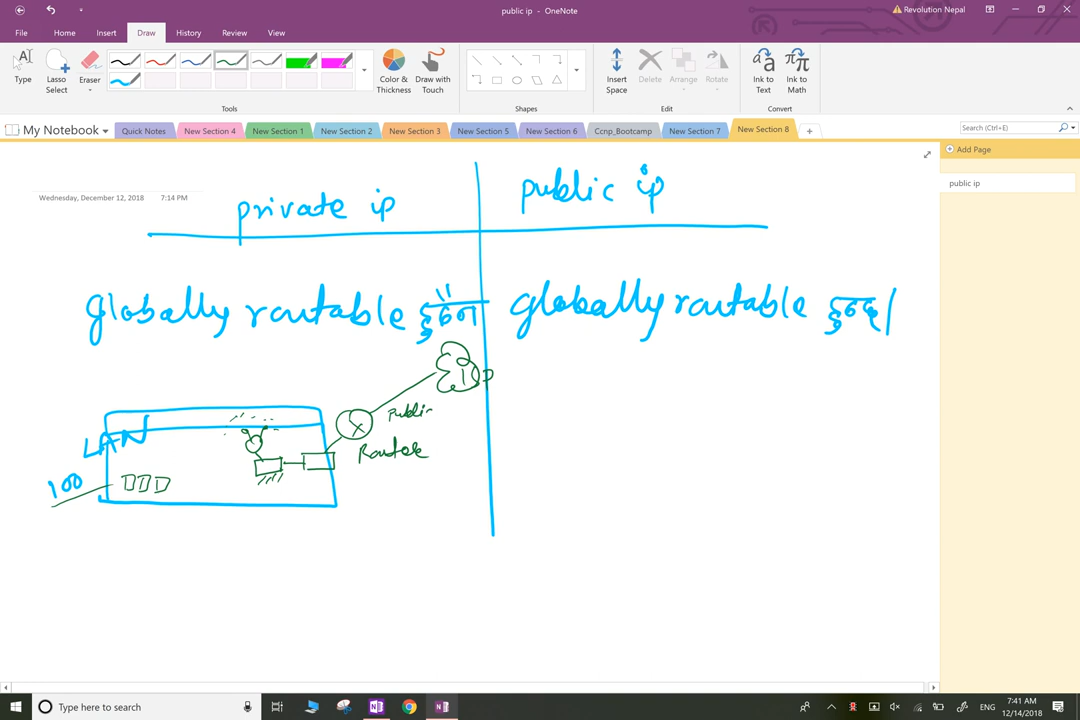 public ip - OneNote
Revolution Nepal
File Home Insert Draw History Review View
Type
Lasso Select
Eraser
Color & Thickness
Draw with Touch
Insert Space
Delete
Arrange
Rotate
Ink to Text
Ink to Math
Tools
Shapes
Edit
Convert
My Notebook
Quick Notes New Section 4 New Section 1 New Section 2 New Section 3 New Section 5 New Section 6 Ccnp_Bootcamp New Section 7 New Section 8
Search (Ctrl+E)
Add Page
public ip
Wednesday, December 12, 2018 7:14 PM
private ip
public ip
globally routable हुँदैन
globally routable हुन्छ।
public
LAN
100
Type here to search
ENG
7:41 AM
12/14/2018